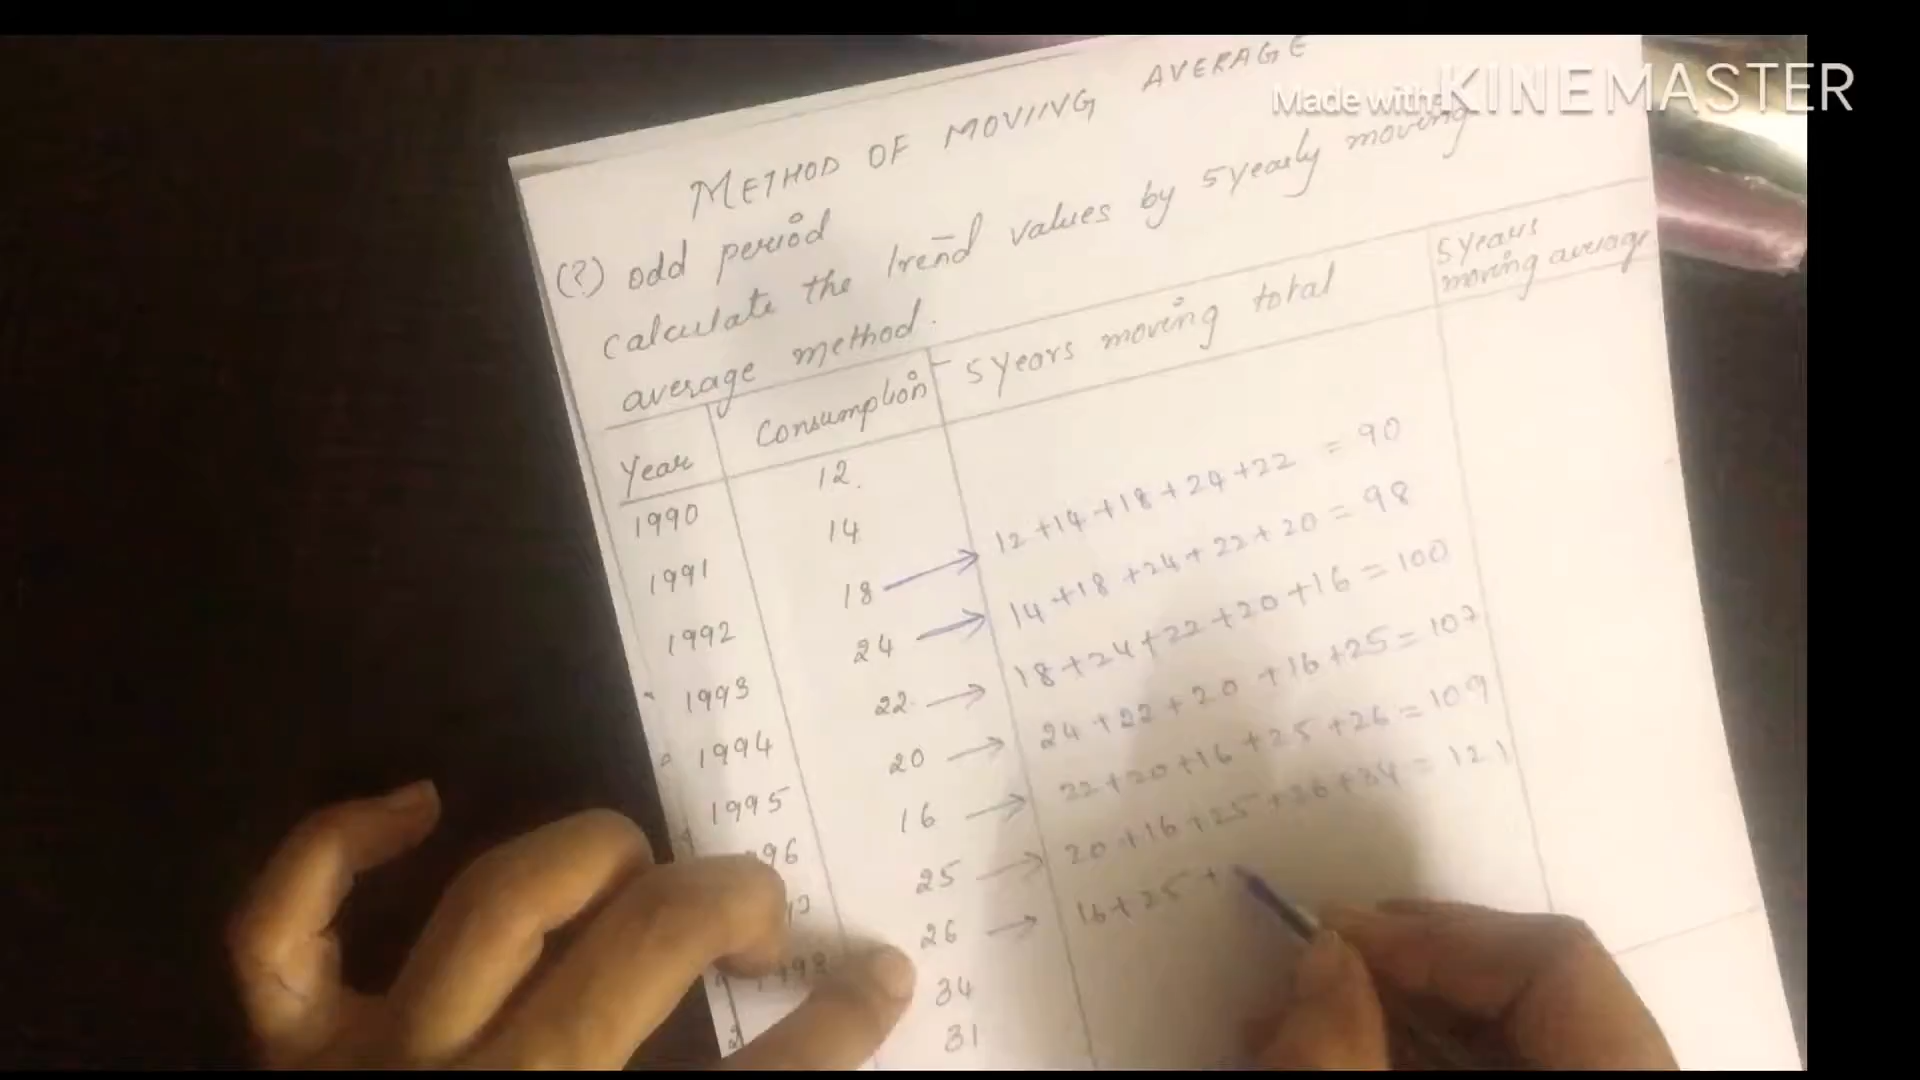 Made with KINEMASTER
METHOD OF MOVIING AVERAGE
(?) odd period
calculate the trend values by 5 yearly moving
average method.
Year Consumption 5 Years moving total 5 Years moving average
1990 12.
1991 14
1992 18 → 12+14+18+24+22 = 90
1993 24 → 14+18+24+22+20 = 98
1994 22 → 18+24+22+20+16 = 100
1995 20 → 24+22+20+16+25 = 107
96 16 → 22+20+16+25+26 = 109
25 → 20+16+25+26+34 = 121
26 → 16+25+
34
31